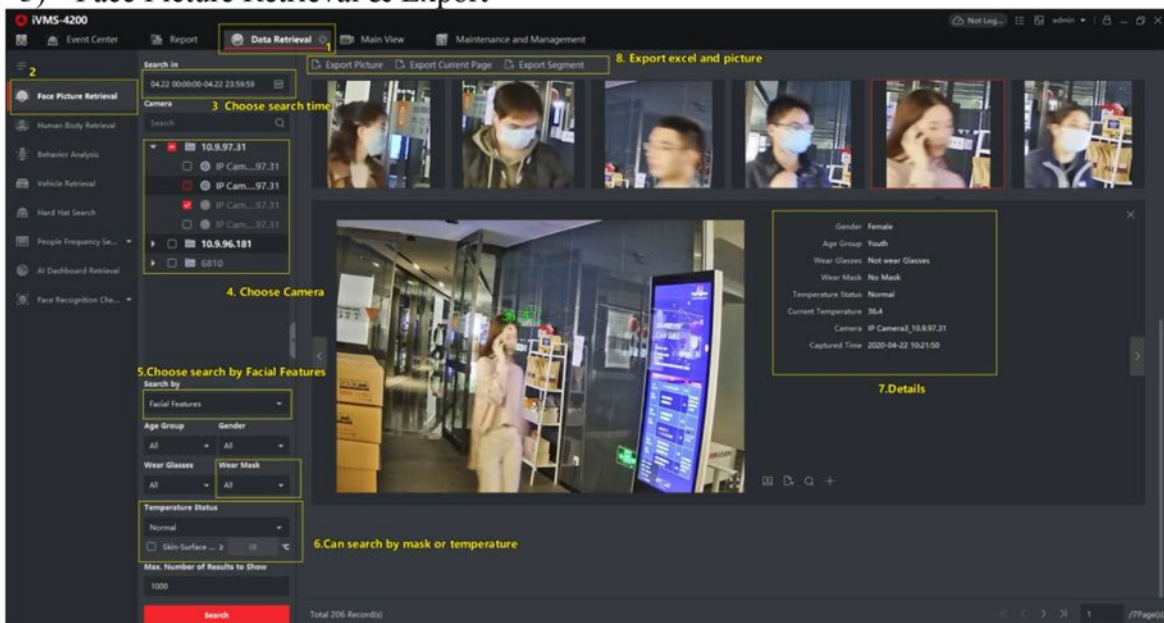 3) Face Picture Retrieval & Export
iVMS-4200
Not Log...
admin
Event Center
Report
Data Retrieval
1
Main View
Maintenance and Management
2
Face Picture Retrieval
Human Body Retrieval
Behavior Analysis
Vehicle Retrieval
Hard Hat Search
People Frequency Se...
AI Dashboard Retrieval
Face Recognition Che...
Search in
04.22 00:00:00-04.22 23:59:59
3 Choose search time
Camera
Search
10.9.97.31
IP Cam....97.31
IP Cam....97.31
IP Cam....97.31
IP Cam....97.31
10.9.96.181
6810
4. Choose Camera
5.Choose search by Facial Features
Search by
Facial Features
Age Group Gender
All All
Wear Glasses Wear Mask
All All
Temperature Status
Normal
Skin-Surface ... ≥ °C
6.Can search by mask or temperature
Max. Number of Results to Show
1000
Search
Export Picture Export Current Page Export Segment
8. Export excel and picture
36.4
Gender Female
Age Group Youth
Wear Glasses Not wear Glasses
Wear Mask No Mask
Temperature Status Normal
Current Temperature 36.4
Camera IP Camera3_10.9.97.31
Captured Time 2020-04-22 10:21:50
7.Details
Total 206 Record(s)
1 /7Page(s)